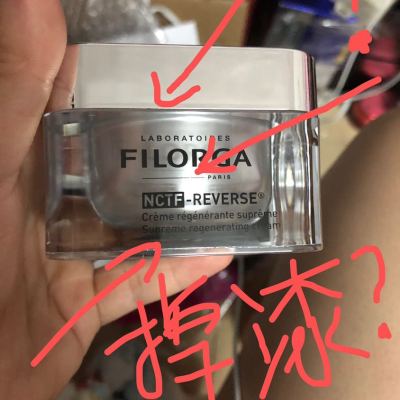 ?
LABORATOIRES
FILORGA
PARIS
NCTF-REVERSE®
Crème régénérante suprême
Supreme regenerating cream
掉漆?